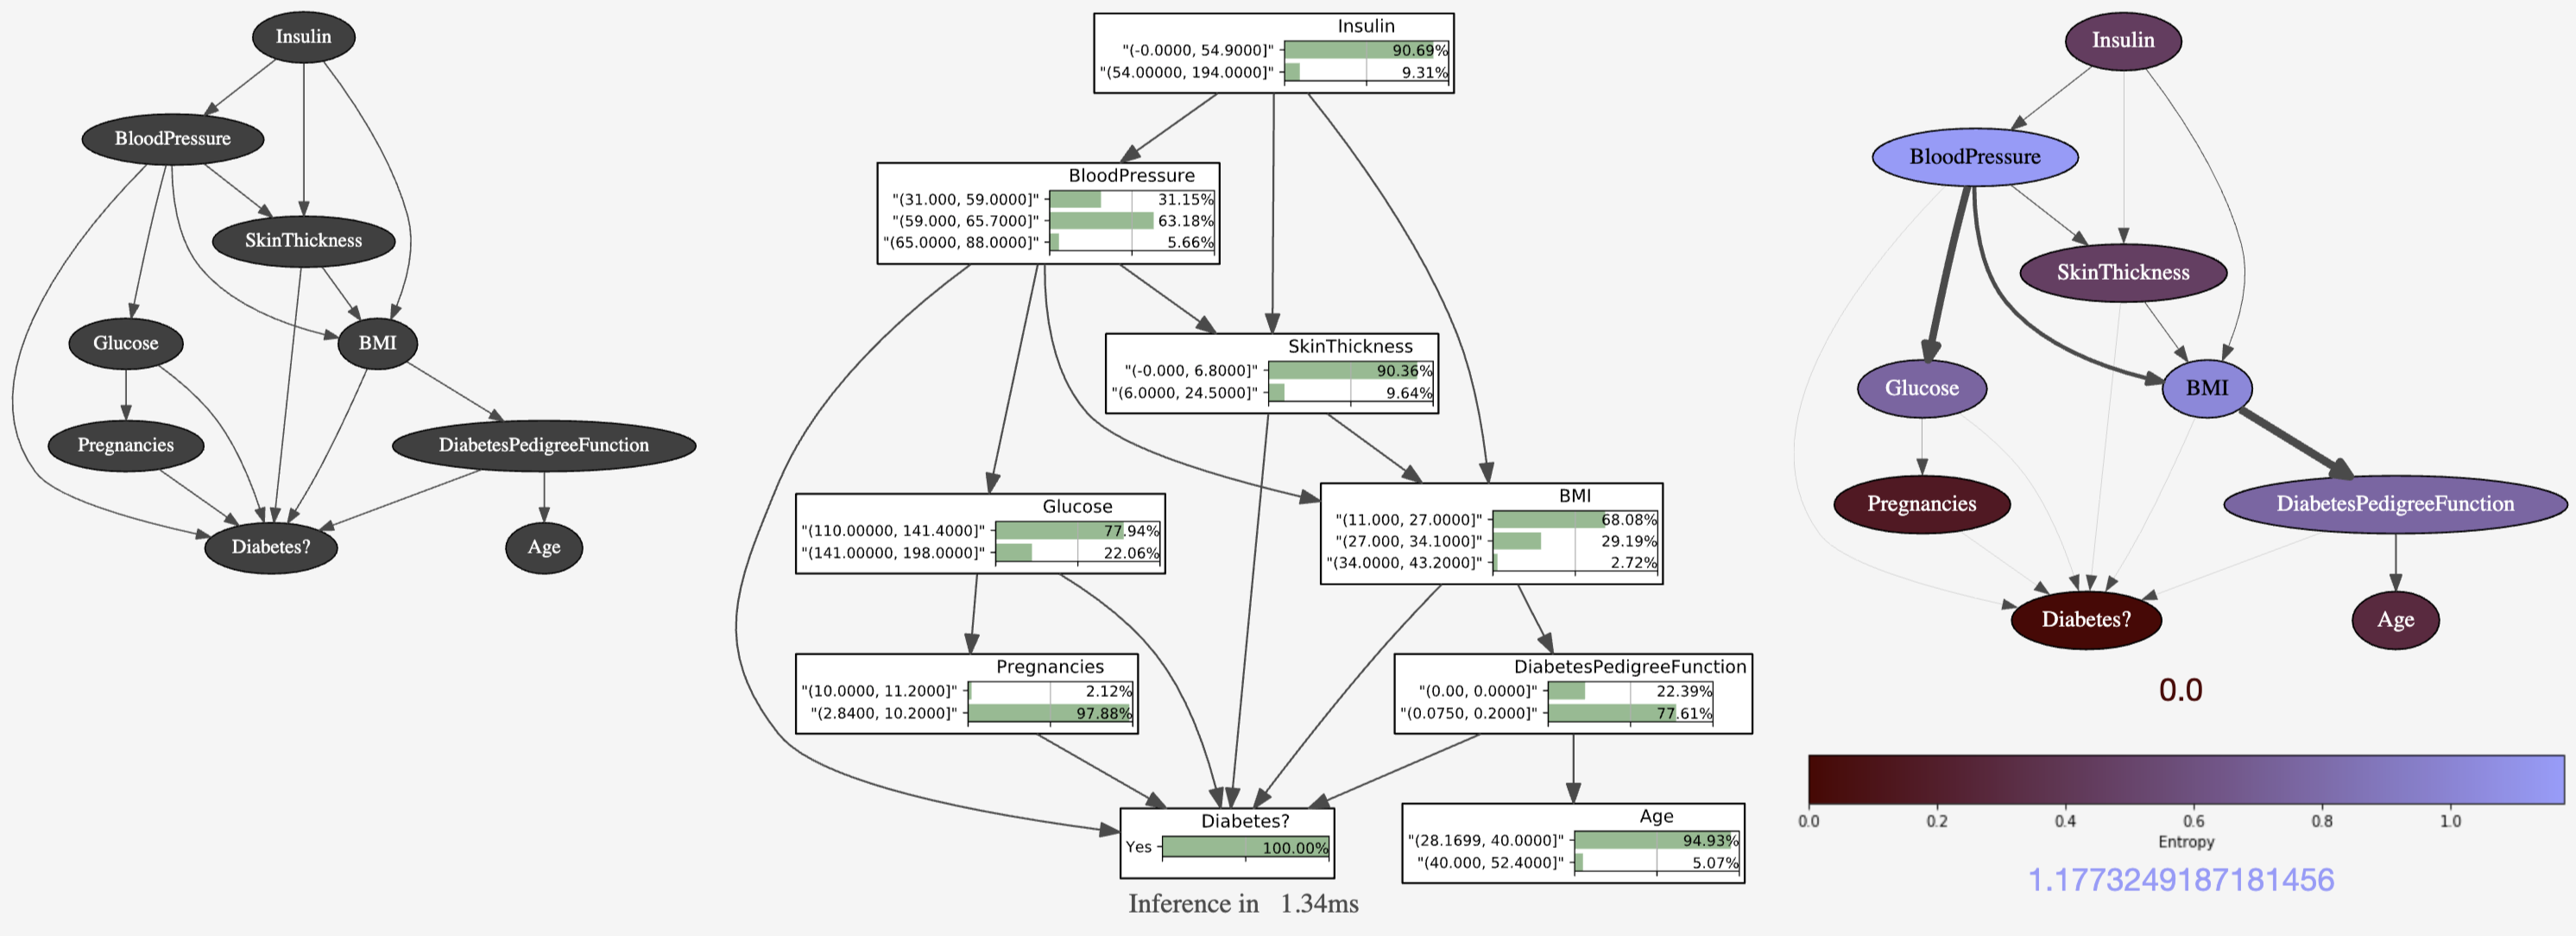 Insulin
BloodPressure
SkinThickness
Glucose
BMI
Pregnancies
DiabetesPedigreeFunction
Diabetes?
Age
Insulin
"(-0.0000, 54.9000]" 90.69%
"(54.00000, 194.0000]" 9.31%
BloodPressure
"(31.000, 59.0000]" 31.15%
"(59.000, 65.7000]" 63.18%
"(65.0000, 88.0000]" 5.66%
SkinThickness
"(-0.000, 6.8000]" 90.36%
"(6.0000, 24.5000]" 9.64%
Glucose
"(110.00000, 141.4000]" 77.94%
"(141.00000, 198.0000]" 22.06%
BMI
"(11.000, 27.0000]" 68.08%
"(27.000, 34.1000]" 29.19%
"(34.0000, 43.2000]" 2.72%
Pregnancies
"(10.0000, 11.2000]" 2.12%
"(2.8400, 10.2000]" 97.88%
DiabetesPedigreeFunction
"(0.00, 0.0000]" 22.39%
"(0.0750, 0.2000]" 77.61%
Diabetes?
Yes 100.00%
Age
"(28.1699, 40.0000]" 94.93%
"(40.000, 52.4000]" 5.07%
Inference in 1.34ms
Insulin
BloodPressure
SkinThickness
Glucose
BMI
Pregnancies
DiabetesPedigreeFunction
Diabetes?
Age
0.0
0.0 0.2 0.4 0.6 0.8 1.0
Entropy
1.1773249187181456